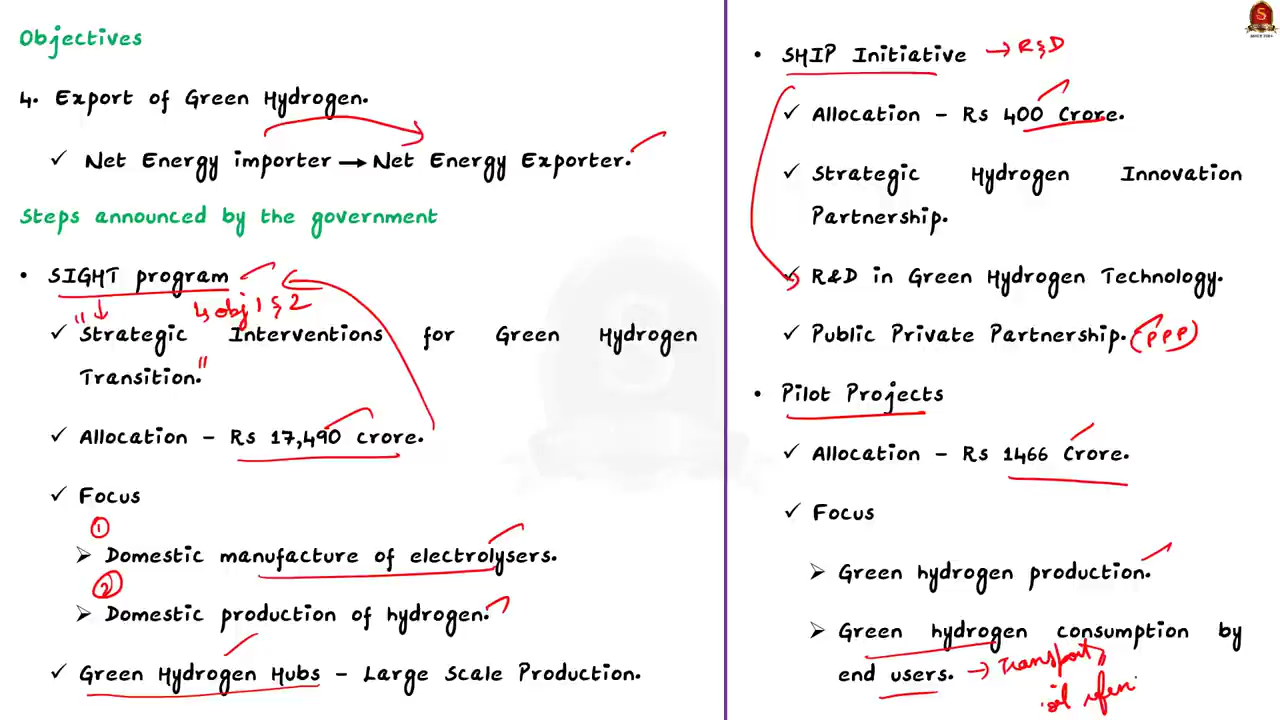 Objectives
4. Export of Green Hydrogen.
✓ Net Energy importer → Net Energy Exporter.
Steps announced by the government
• SIGHT program
↳ obj 1 & 2
✓ "Strategic Interventions for Green Hydrogen
Transition."
✓ Allocation - Rs 17,490 crore.
✓ Focus
①
➢ Domestic manufacture of electrolysers.
②
➢ Domestic production of hydrogen.
✓ Green Hydrogen Hubs - Large Scale Production.
S
• SHIP Initiative → R&D
✓ Allocation - Rs 400 Crore.
✓ Strategic Hydrogen Innovation
Partnership.
✓ R&D in Green Hydrogen Technology.
✓ Public Private Partnership. (PPP)
• Pilot Projects
✓ Allocation - Rs 1466 Crore.
✓ Focus
➢ Green hydrogen production.
➢ Green hydrogen consumption by
end users. → Transport,
oil